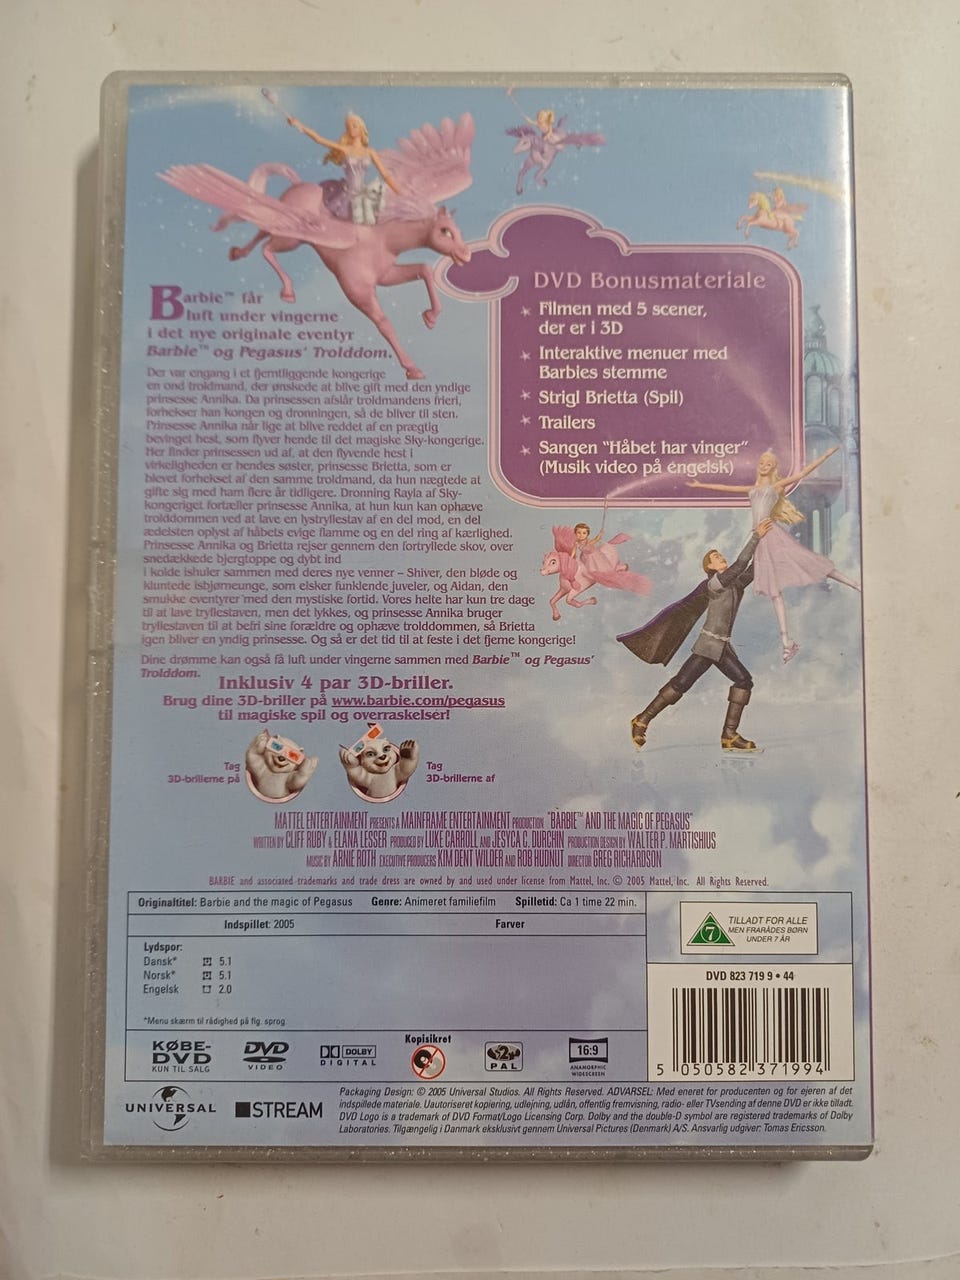 Barbie™ får
luft under vingerne
i det nye originale eventyr
Barbie™ og Pegasus' Trolddom.
Der var engang i et fjerntliggende kongerige
en ond troldmand, der ønskede at blive gift med den yndige
prinsesse Annika. Da prinsessen afslår troldmandens frieri,
forhekser han kongen og dronningen, så de bliver til sten.
Prinsesse Annika når lige at blive reddet af en prægtig
bevinget hest, som flyver hende til det magiske Sky-kongerige.
Her finder prinsessen ud af, at den flyvende hest i
virkeligheden er hendes søster, prinsesse Brietta, som er
blevet forhekset af den samme troldmand, da hun nægtede at
gifte sig med ham flere år tidligere. Dronning Rayla af Sky-
kongeriget fortæller prinsesse Annika, at hun kun kan ophæve
trolddommen ved at lave en lystryllestav af en del mod, en del
ædelsten oplyst af håbets evige flamme og en del ring af kærlighed.
Prinsesse Annika og Brietta rejser gennem den fortryllede skov, over
snedækkede bjergtoppe og dybt ind
i kolde ishuler sammen med deres nye venner – Shiver, den bløde og
kluntede isbjørneunge, som elsker funklende juveler, og Aidan, den
smukke eventyrer med den mystiske fortid. Vores helte har kun tre dage
til at lave tryllestaven, men det lykkes, og prinsesse Annika bruger
tryllestaven til at befri sine forældre og ophæve trolddommen, så Brietta
igen bliver en yndig prinsesse. Og så er det tid til at feste i det fjerne kongerige!
Dine drømme kan også få luft under vingerne sammen med Barbie™ og Pegasus'
Trolddom.
Inklusiv 4 par 3D-briller.
Brug dine 3D-briller på www.barbie.com/pegasus
til magiske spil og overraskelser!
Tag
3D-brillerne på
Tag
3D-brillerne af
DVD Bonusmateriale
Filmen med 5 scener,
der er i 3D
Interaktive menuer med
Barbies stemme
Strigl Brietta (Spil)
Trailers
Sangen "Håbet har vinger"
(Musik video på engelsk)
MATTEL ENTERTAINMENT PRESENTS A MAINFRAME ENTERTAINMENT PRODUCTION "BARBIE™ AND THE MAGIC OF PEGASUS"
WRITTEN BY CLIFF RUBY & ELANA LESSER PRODUCED BY LUKE CARROLL AND JESYCA C. DURCHIN PRODUCTION DESIGN BY WALTER P. MARTISHIUS
MUSIC BY ARNIE ROTH EXECUTIVE PRODUCERS KIM DENT WILDER AND ROB HUDNUT DIRECTOR GREG RICHARDSON
BARBIE and associated trademarks and trade dress are owned by and used under license from Mattel, Inc. © 2005 Mattel, Inc. All Rights Reserved.
Originaltitel: Barbie and the magic of Pegasus Genre: Animeret familiefilm Spilletid: Ca 1 time 22 min.
Indspillet: 2005 Farver
Lydspor:
Dansk* 5.1
Norsk* 5.1
Engelsk 2.0
*Menu skærm til rådighed på flg. sprog
7
TILLADT FOR ALLE
MEN FRARÅDES BØRN
UNDER 7 ÅR
DVD 823 719 9 • 44
5 050582 371994
KØBE-
DVD
KUN TIL SALG
DVD
VIDEO
DOLBY
DIGITAL
Kopisikret
2
PAL
16:9
ANAMORPHIC
WIDESCREEN
UNIVERSAL
STREAM
Packaging Design: © 2005 Universal Studios. All Rights Reserved. ADVARSEL: Med eneret for producenten og for ejeren af det
indspillede materiale. Uautoriseret kopiering, udlejning, udlån, offentlig fremvisning, radio- eller TVsending af denne DVD er ikke tilladt.
DVD Logo is a trademark of DVD Format/Logo Licensing Corp. Dolby and the double-D symbol are registered trademarks of Dolby
Laboratories. Tilgængelig i Danmark eksklusivt gennem Universal Pictures (Denmark) A/S. Ansvarlig udgiver: Tomas Ericsson.